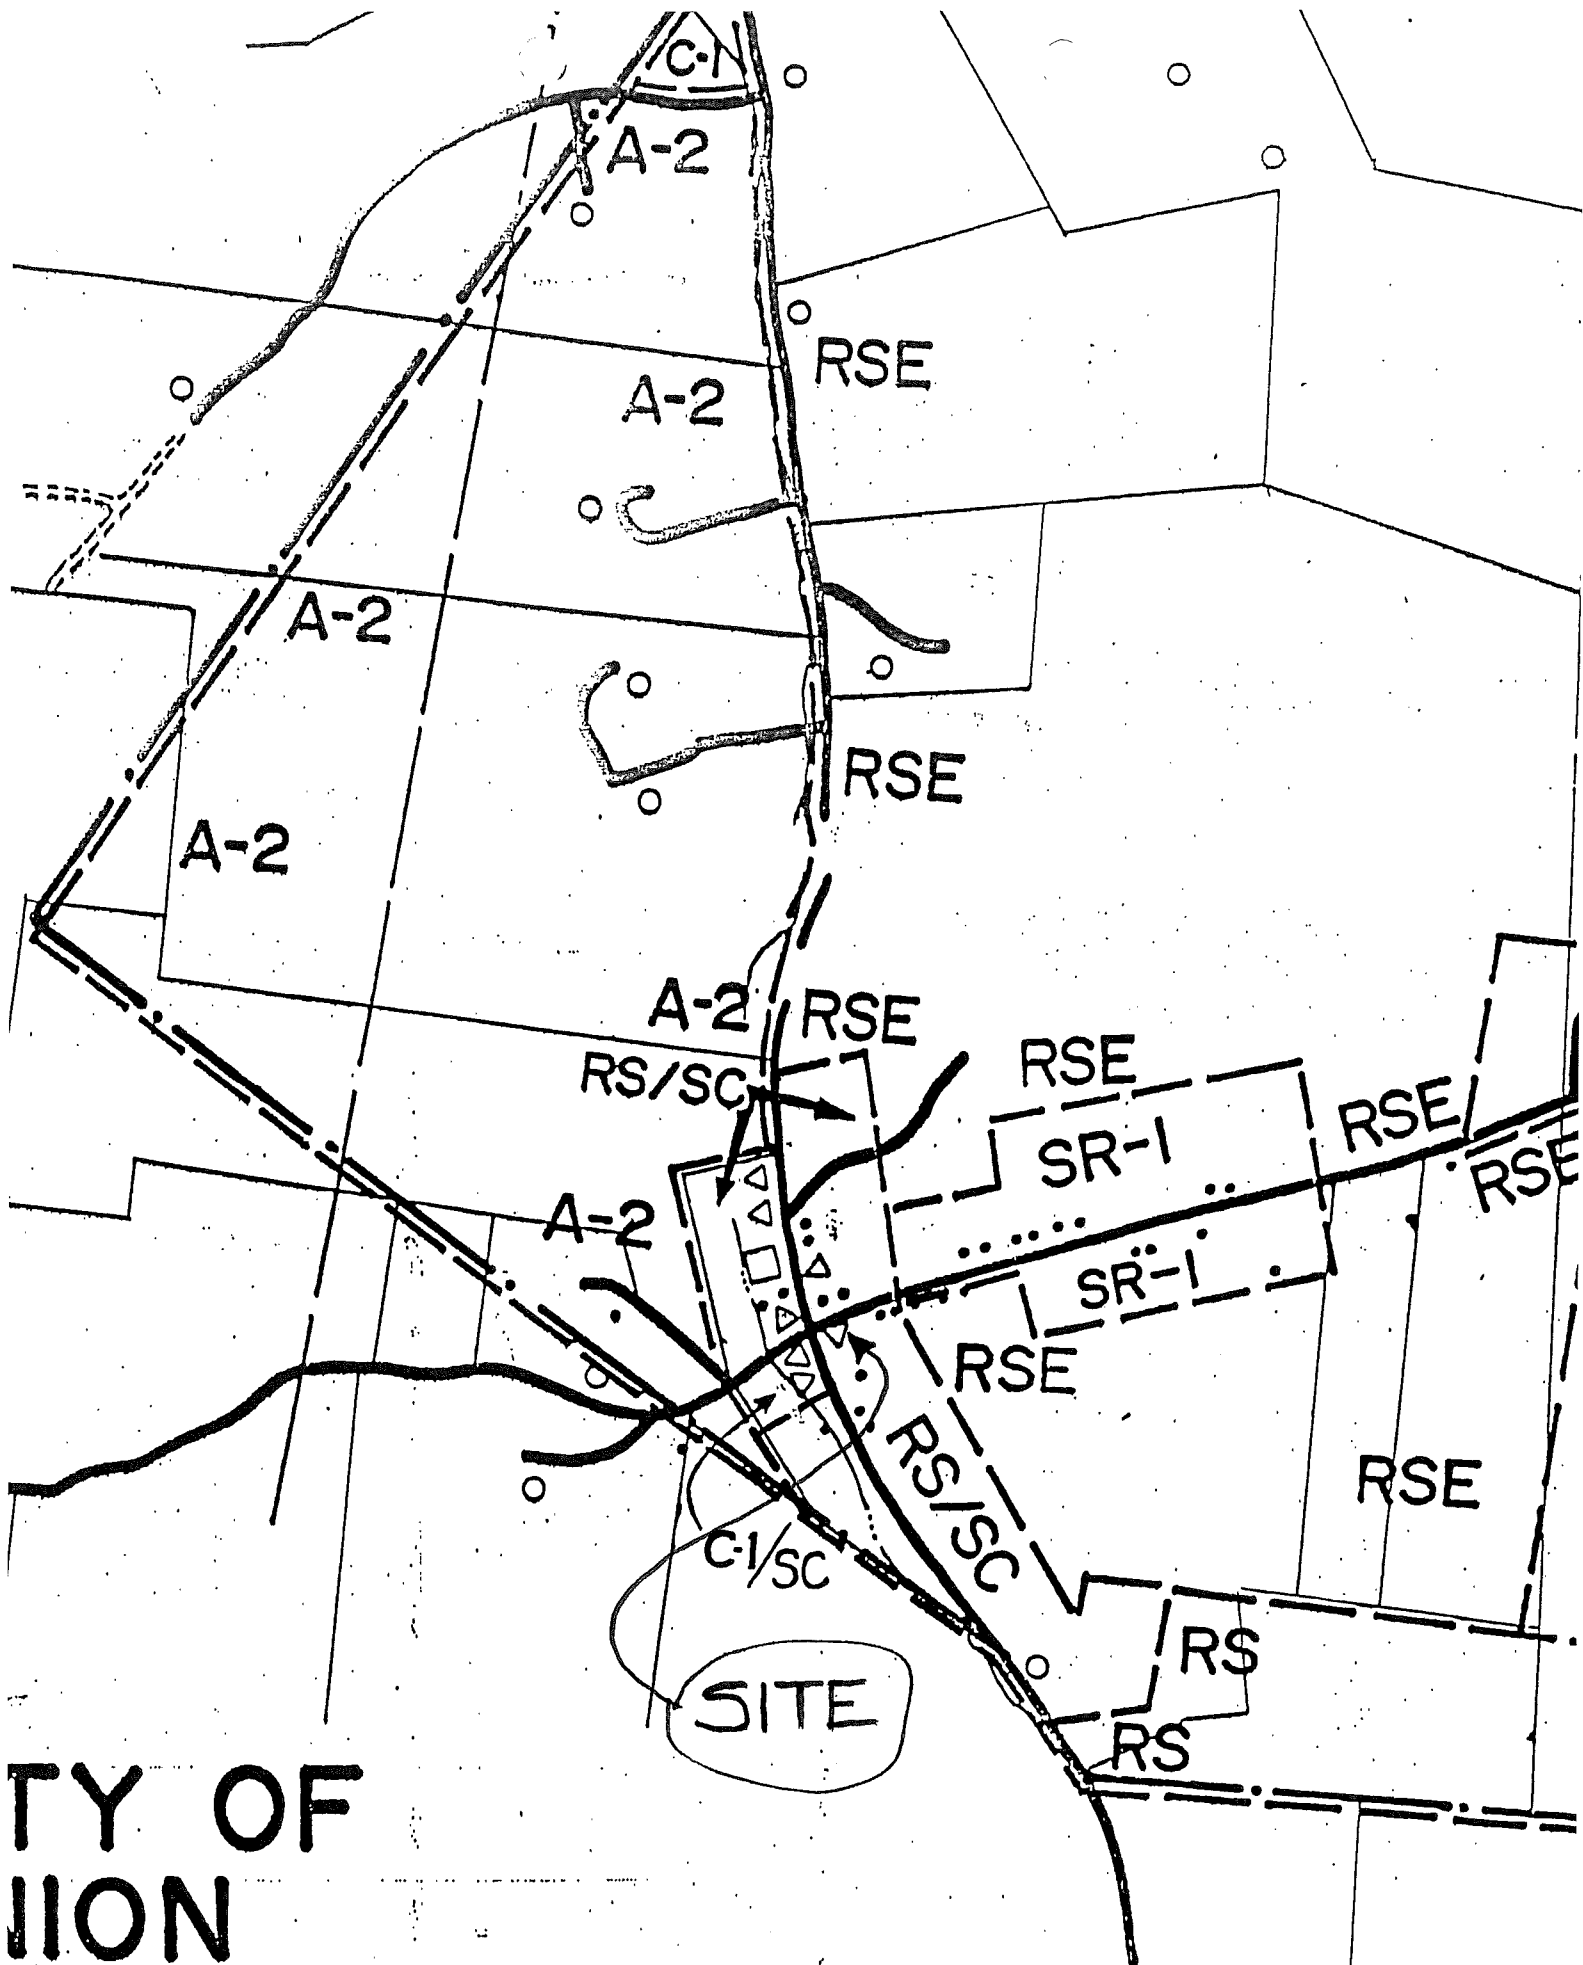 C-1
A-2
RSE
A-2
A-2
RSE
A-2
A-2
RSE
RS/SC
RSE
RSE
SR-1
RSE
A-2
SR-1
RSE
RS/SC
RSE
C-1/SC
RS
SITE
RS
TY OF
IION